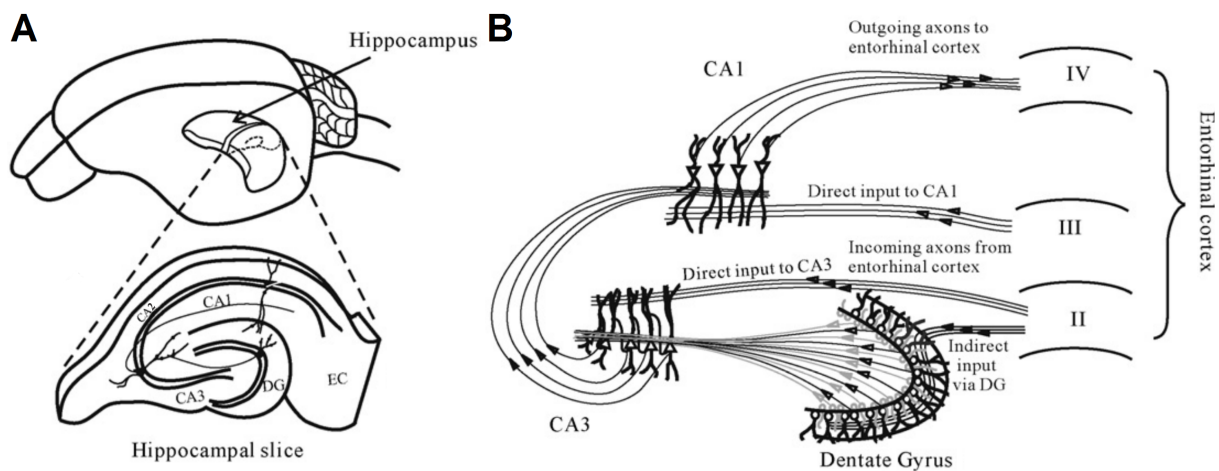 A
Hippocampus
CA2
CA1
CA3
DG
EC
Hippocampal slice
B
Outgoing axons to
entorhinal cortex
CA1
IV
Direct input to CA1
III
Incoming axons from
entorhinal cortex
Direct input to CA3
II
Indirect
input
via DG
CA3
Dentate Gyrus
Entorhinal cortex